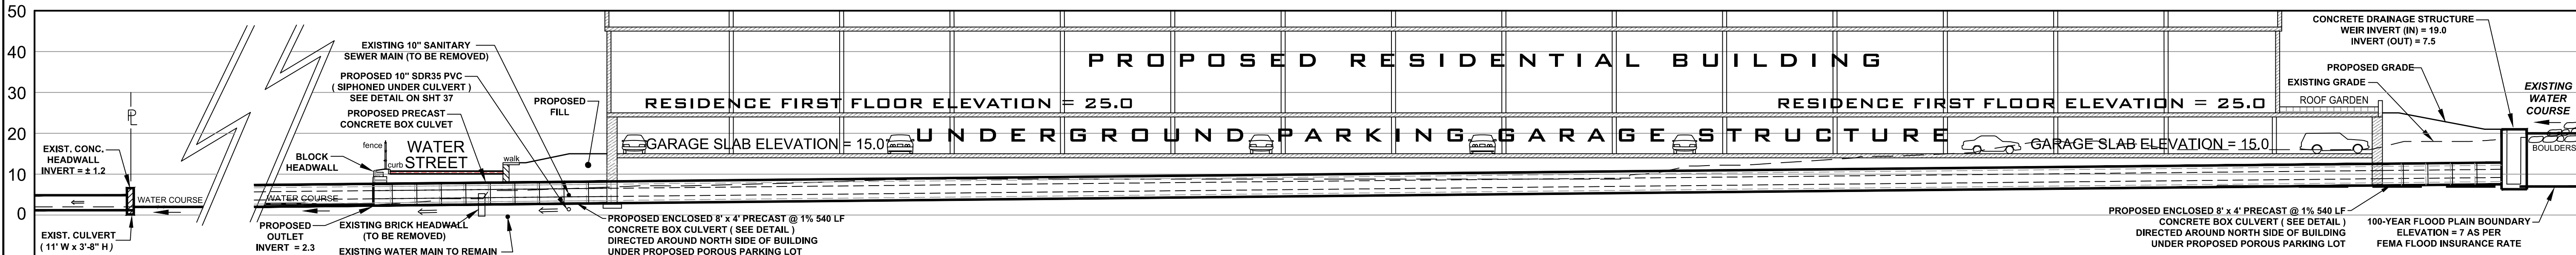 50
40
30
20
10
0
EXIST. CONC.
HEADWALL
INVERT = ± 1.2
EXIST. CULVERT
( 11' W x 3'-8" H )
PL
WATER COURSE
WATER COURSE
EXISTING 10" SANITARY
SEWER MAIN (TO BE REMOVED)
PROPOSED 10" SDR35 PVC
( SIPHONED UNDER CULVERT )
SEE DETAIL ON SHT 37
PROPOSED PRECAST
CONCRETE BOX CULVET
BLOCK
HEADWALL
fence
curb
WATER
STREET
walk
PROPOSED
FILL
PROPOSED
OUTLET
INVERT = 2.3
EXISTING BRICK HEADWALL
(TO BE REMOVED)
EXISTING WATER MAIN TO REMAIN
PROPOSED ENCLOSED 8' x 4' PRECAST @ 1% 540 LF
CONCRETE BOX CULVERT ( SEE DETAIL )
DIRECTED AROUND NORTH SIDE OF BUILDING
UNDER PROPOSED POROUS PARKING LOT
PROPOSED RESIDENTIAL BUILDING
RESIDENCE FIRST FLOOR ELEVATION = 25.0
RESIDENCE FIRST FLOOR ELEVATION = 25.0
UNDERGROUND PARKING GARAGE STRUCTURE
GARAGE SLAB ELEVATION = 15.0
GARAGE SLAB ELEVATION = 15.0
ROOF GARDEN
CONCRETE DRAINAGE STRUCTURE
WEIR INVERT (IN) = 19.0
INVERT (OUT) = 7.5
PROPOSED GRADE
EXISTING GRADE
EXISTING
WATER
COURSE
BOULDERS
PROPOSED ENCLOSED 8' x 4' PRECAST @ 1% 540 LF
CONCRETE BOX CULVERT ( SEE DETAIL )
DIRECTED AROUND NORTH SIDE OF BUILDING
UNDER PROPOSED POROUS PARKING LOT
100-YEAR FLOOD PLAIN BOUNDARY
ELEVATION = 7 AS PER
FEMA FLOOD INSURANCE RATE